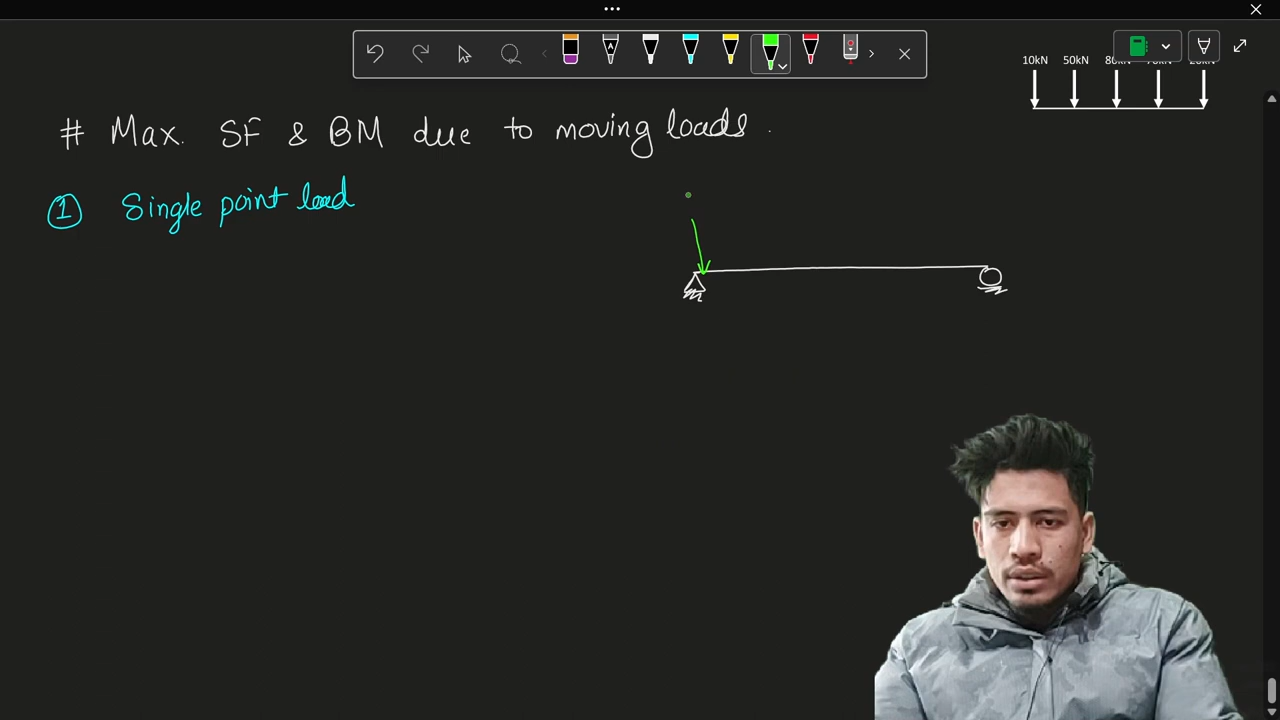 10kN 50kN
# Max. SF & BM due to moving loads.
① Single point load